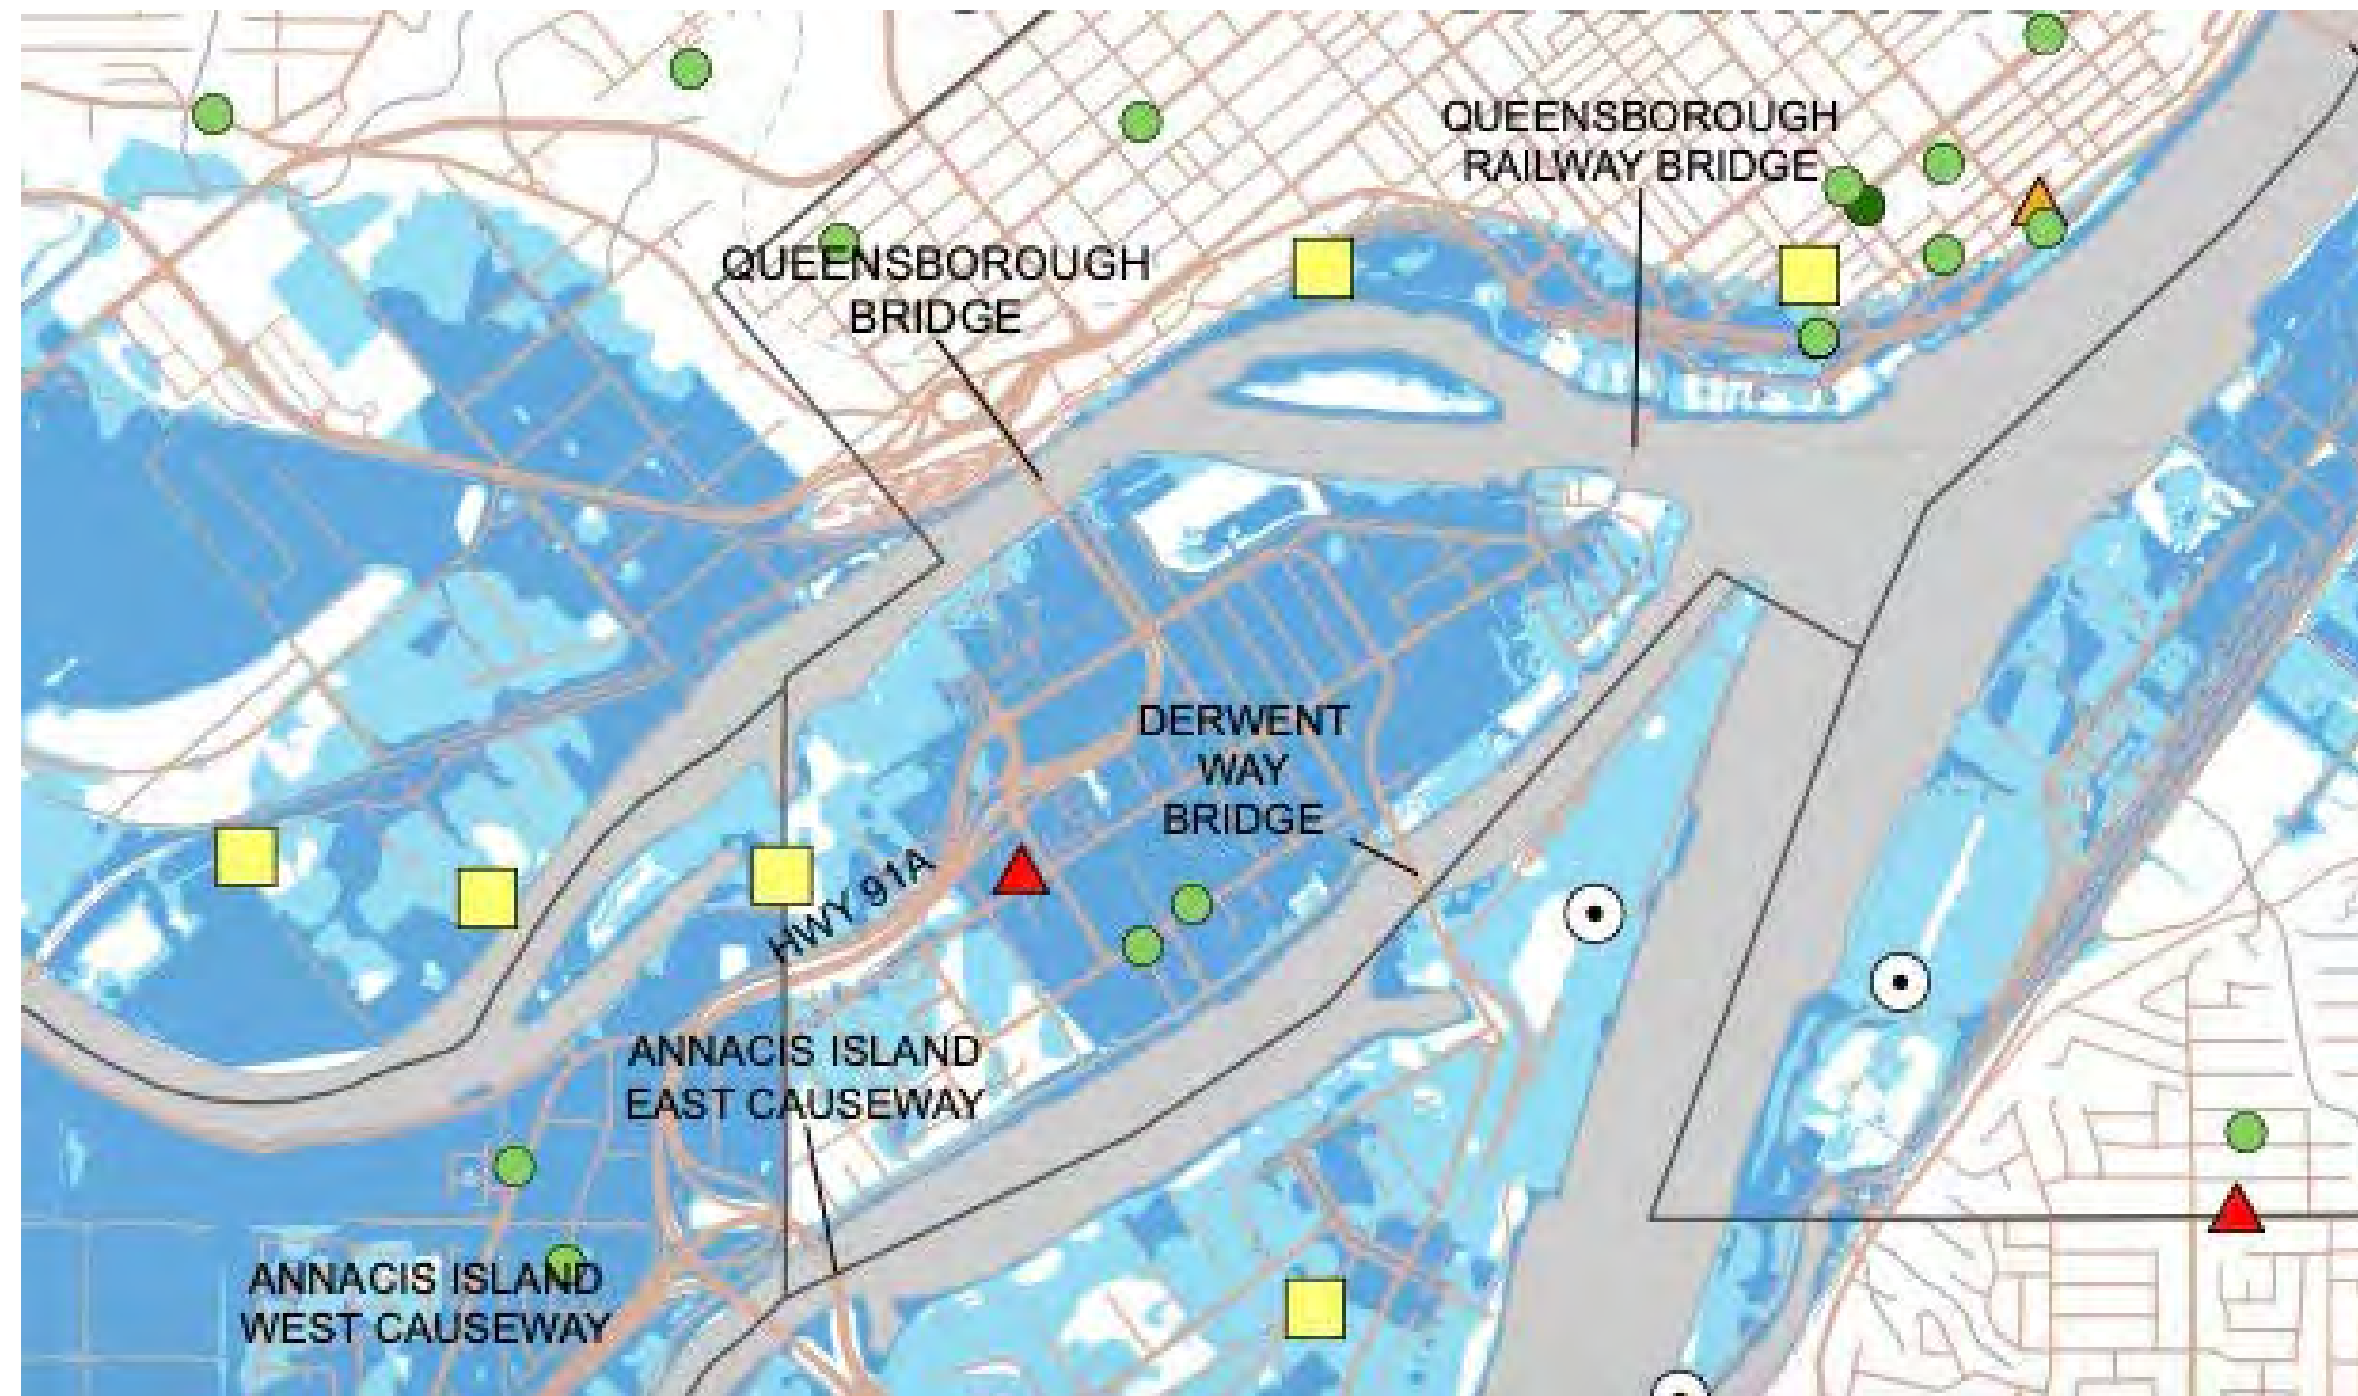 QUEENSBOROUGH
RAILWAY BRIDGE
QUEENSBOROUGH
BRIDGE
DERWENT
WAY
BRIDGE
HWY 91A
ANNACIS ISLAND
EAST CAUSEWAY
ANNACIS ISLAND
WEST CAUSEWAY